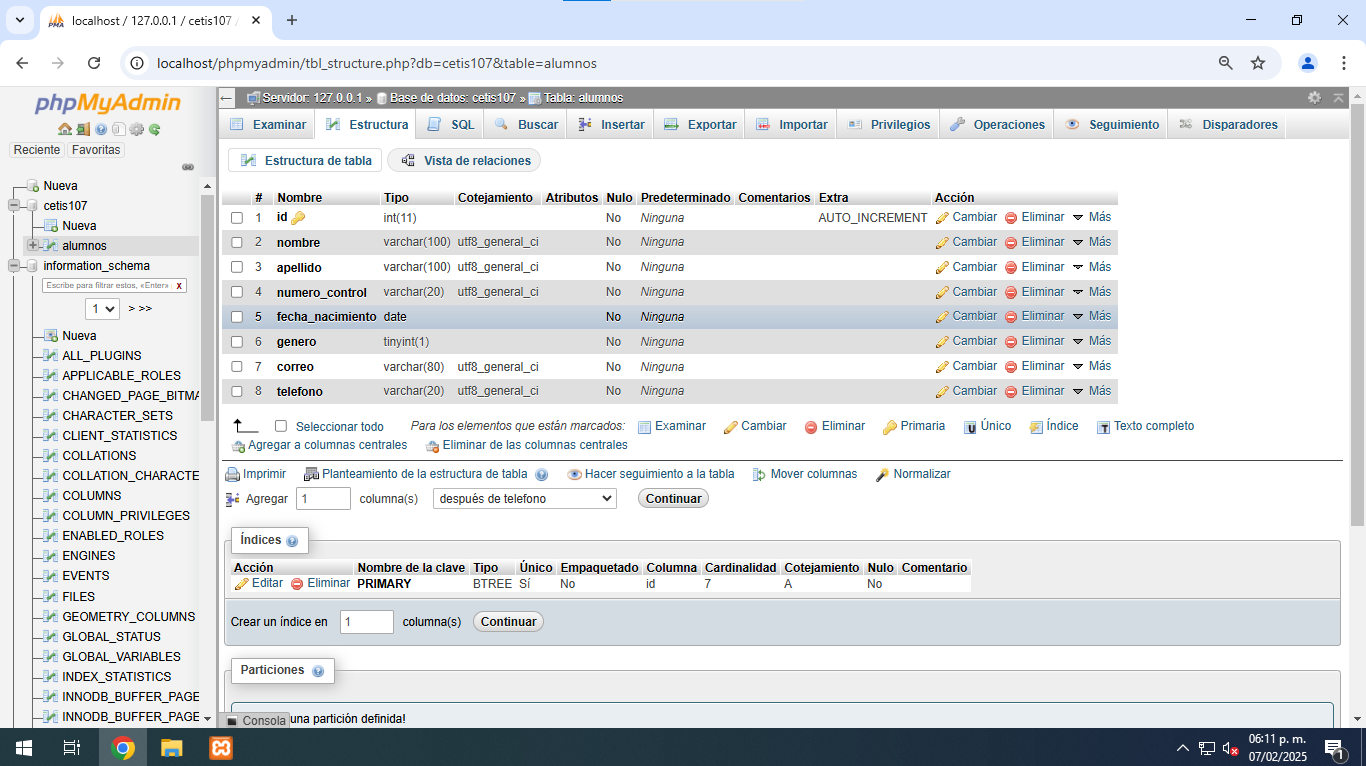 localhost / 127.0.0.1 / cetis107
localhost/phpmyadmin/tbl_structure.php?db=cetis107&table=alumnos
phpMyAdmin
Reciente Favoritas
Nueva
cetis107
Nueva
alumnos
information_schema
Escribe para filtrar estos, «Enter» X
1 > >>
Nueva
ALL_PLUGINS
APPLICABLE_ROLES
CHANGED_PAGE_BITMA
CHARACTER_SETS
CLIENT_STATISTICS
COLLATIONS
COLLATION_CHARACTE
COLUMNS
COLUMN_PRIVILEGES
ENABLED_ROLES
ENGINES
EVENTS
FILES
GEOMETRY_COLUMNS
GLOBAL_STATUS
GLOBAL_VARIABLES
INDEX_STATISTICS
INNODB_BUFFER_PAGE
INNODB_BUFFER_PAGE
Servidor: 127.0.0.1 » Base de datos: cetis107 » Tabla: alumnos
Examinar Estructura SQL Buscar Insertar Exportar Importar Privilegios Operaciones Seguimiento Disparadores
Estructura de tabla Vista de relaciones
# Nombre Tipo Cotejamiento Atributos Nulo Predeterminado Comentarios Extra Acción
1 id int(11) No Ninguna AUTO_INCREMENT Cambiar Eliminar Más
2 nombre varchar(100) utf8_general_ci No Ninguna Cambiar Eliminar Más
3 apellido varchar(100) utf8_general_ci No Ninguna Cambiar Eliminar Más
4 numero_control varchar(20) utf8_general_ci No Ninguna Cambiar Eliminar Más
5 fecha_nacimiento date No Ninguna Cambiar Eliminar Más
6 genero tinyint(1) No Ninguna Cambiar Eliminar Más
7 correo varchar(80) utf8_general_ci No Ninguna Cambiar Eliminar Más
8 telefono varchar(20) utf8_general_ci No Ninguna Cambiar Eliminar Más
Seleccionar todo Para los elementos que están marcados: Examinar Cambiar Eliminar Primaria Único Índice Texto completo
Agregar a columnas centrales Eliminar de las columnas centrales
Imprimir Planteamiento de la estructura de tabla Hacer seguimiento a la tabla Mover columnas Normalizar
Agregar 1 columna(s) después de telefono Continuar
Índices
Acción Nombre de la clave Tipo Único Empaquetado Columna Cardinalidad Cotejamiento Nulo Comentario
Editar Eliminar PRIMARY BTREE Sí No id 7 A No
Crear un índice en 1 columna(s) Continuar
Particiones
una partición definida!
Consola
06:11 p. m.
07/02/2025
1